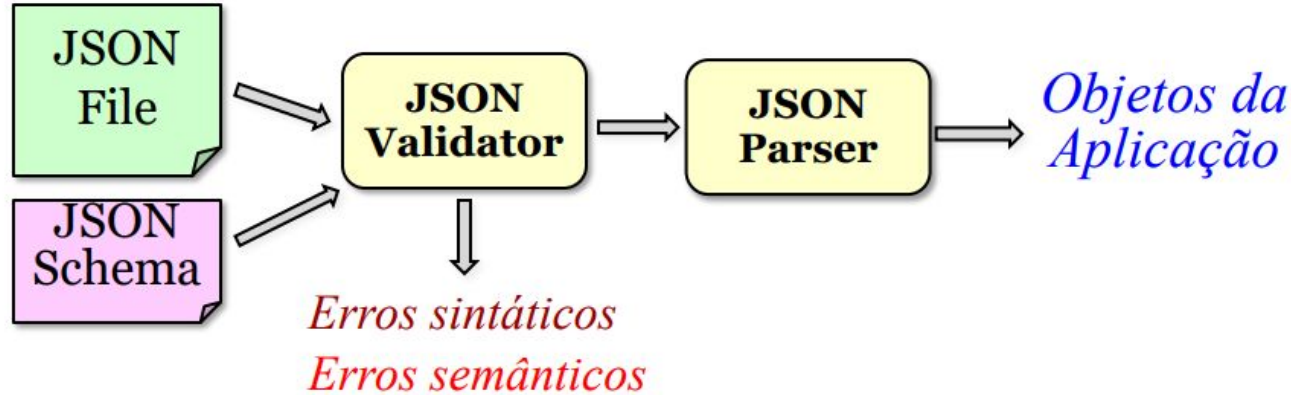 JSON
File
JSON
Schema
JSON
Validator
JSON
Parser
Objetos da
Aplicação
Erros sintáticos
Erros semânticos